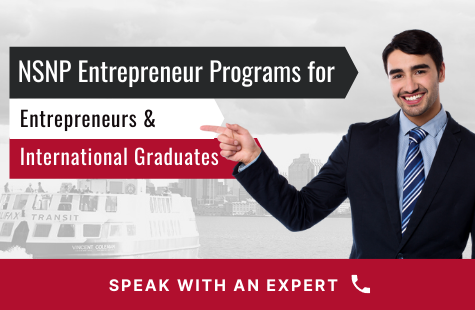 NSNP Entrepreneur Programs for
Entrepreneurs &
International Graduates
TRANSIT
SPEAK WITH AN EXPERT